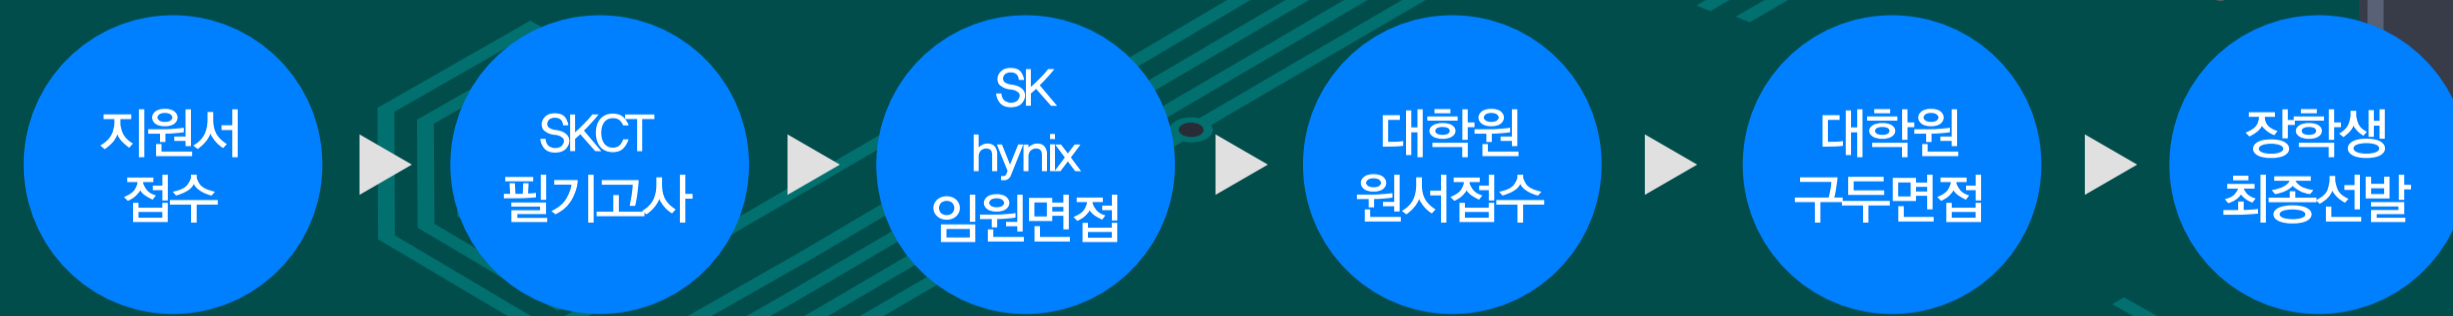 지원서
접수
SKCT
필기고사
SK
hynix
임원면접
대학원
원서접수
대학원
구두면접
장학생
최종선발